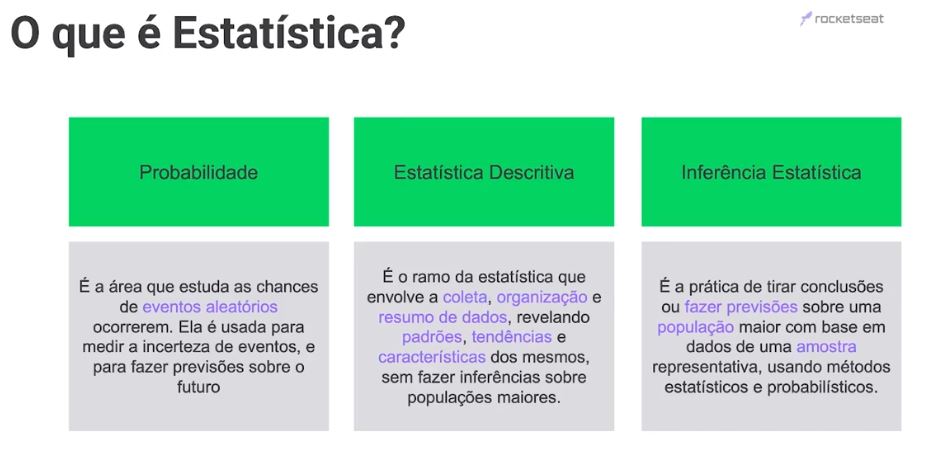 O que é Estatística?
rocketseat
Probabilidade
Estatística Descritiva
Inferência Estatística
É a área que estuda as chances
de eventos aleatórios
ocorrerem. Ela é usada para
medir a incerteza de eventos, e
para fazer previsões sobre o
futuro
É o ramo da estatística que
envolve a coleta, organização e
resumo de dados, revelando
padrões, tendências e
características dos mesmos,
sem fazer inferências sobre
populações maiores.
É a prática de tirar conclusões
ou fazer previsões sobre uma
população maior com base em
dados de uma amostra
representativa, usando métodos
estatísticos e probabilísticos.